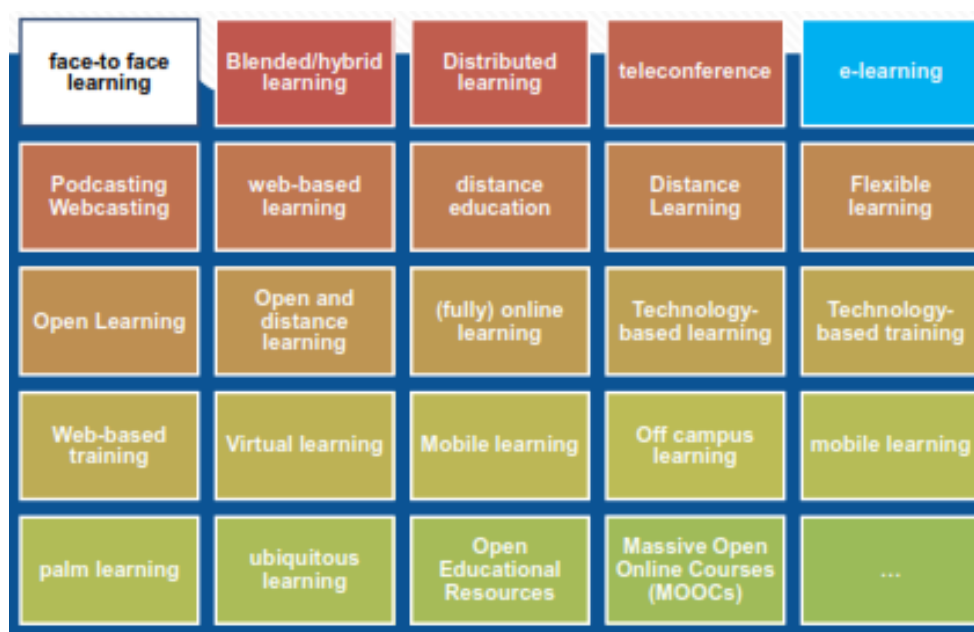 face-to face
learning
Blended/hybrid
learning
Distributed
learning
teleconference
e-learning
Podcasting
Webcasting
web-based
learning
distance
education
Distance
Learning
Flexible
learning
Open Learning
Open and
distance
learning
(fully) online
learning
Technology-
based learning
Technology-
based training
Web-based
training
Virtual learning
Mobile learning
Off campus
learning
mobile learning
palm learning
ubiquitous
learning
Open
Educational
Resources
Massive Open
Online Courses
(MOOCs)
...